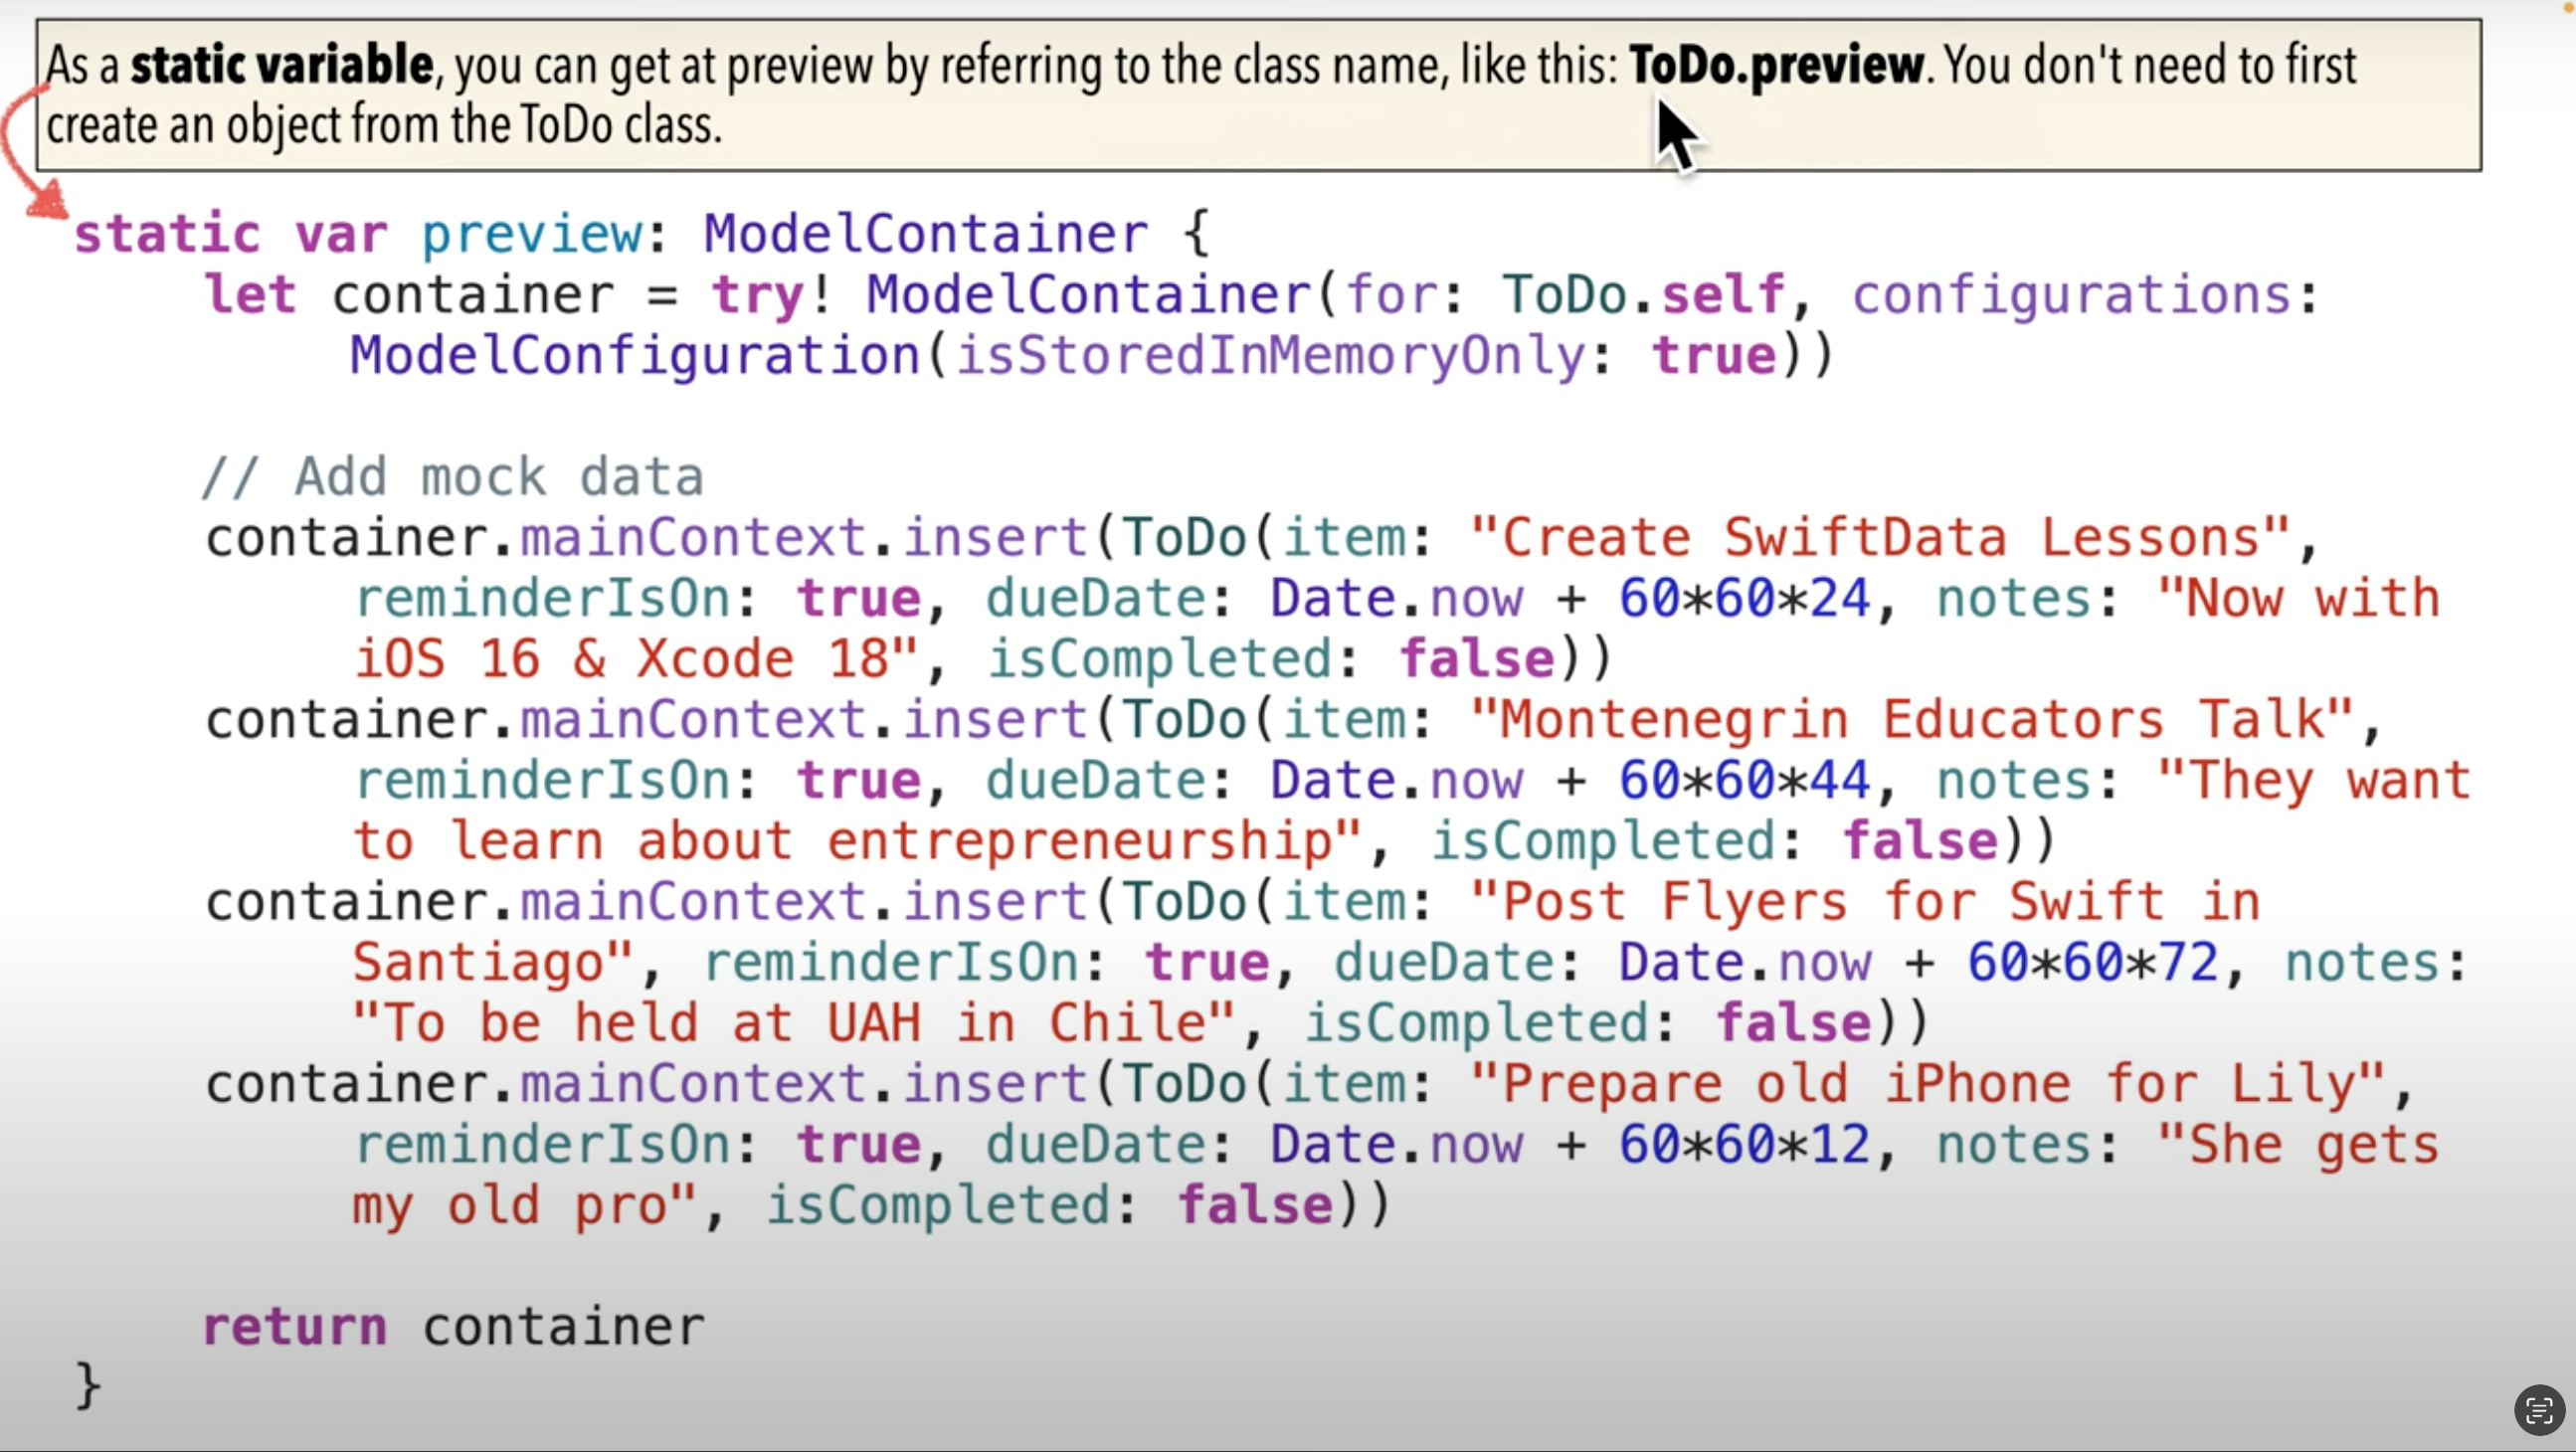 As a static variable, you can get at preview by referring to the class name, like this: ToDo.preview. You don't need to first
create an object from the ToDo class.
static var preview: ModelContainer {
let container = try! ModelContainer(for: ToDo.self, configurations:
ModelConfiguration(isStoredInMemoryOnly: true))
// Add mock data
container.mainContext.insert(ToDo(item: "Create SwiftData Lessons",
reminderIsOn: true, dueDate: Date.now + 60*60*24, notes: "Now with
iOS 16 & Xcode 18", isCompleted: false))
container.mainContext.insert(ToDo(item: "Montenegrin Educators Talk",
reminderIsOn: true, dueDate: Date.now + 60*60*44, notes: "They want
to learn about entrepreneurship", isCompleted: false))
container.mainContext.insert(ToDo(item: "Post Flyers for Swift in
Santiago", reminderIsOn: true, dueDate: Date.now + 60*60*72, notes:
"To be held at UAH in Chile", isCompleted: false))
container.mainContext.insert(ToDo(item: "Prepare old iPhone for Lily",
reminderIsOn: true, dueDate: Date.now + 60*60*12, notes: "She gets
my old pro", isCompleted: false))
return container
}